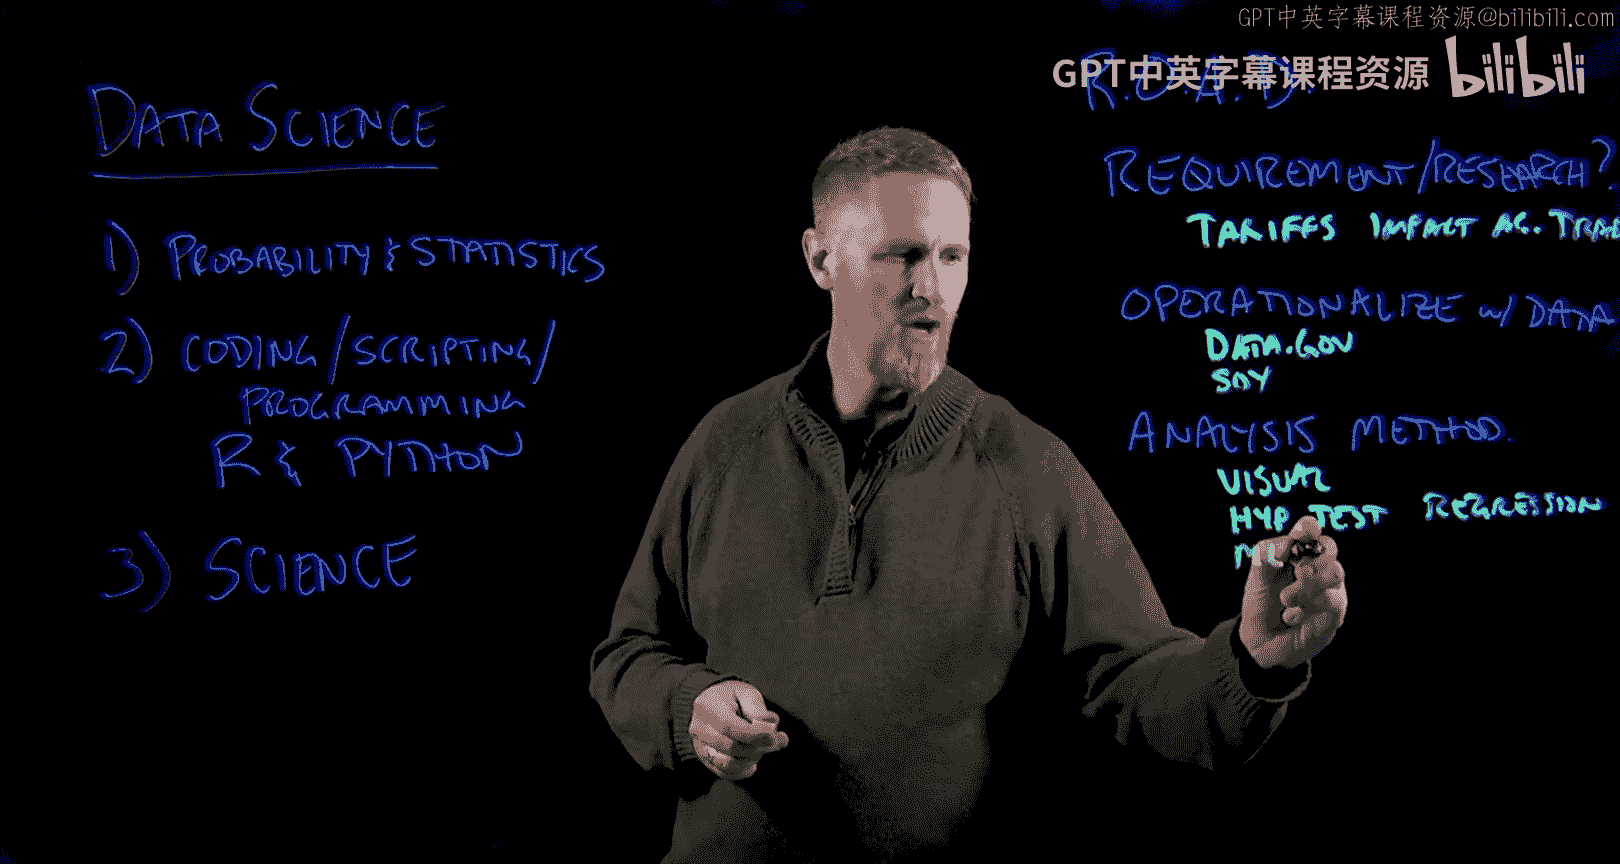 GPT中英字幕课程资源@bilibili.com
GPT中英字幕课程资源 bilibili
DATA SCIENCE
1) PROBABILITY & STATISTICS
2) CODING/SCRIPTING/
PROGRAMMING
R & PYTHON
3) SCIENCE
R.O.A.D.
REQUIREMENT/RESEARCH?
TARIFFS IMPACT AG. TRADE
OPERATIONALIZE w/ DATA
DATA.GOV
SOY
ANALYSIS METHOD.
VISUAL
HYP TEST REGRESSION
ML